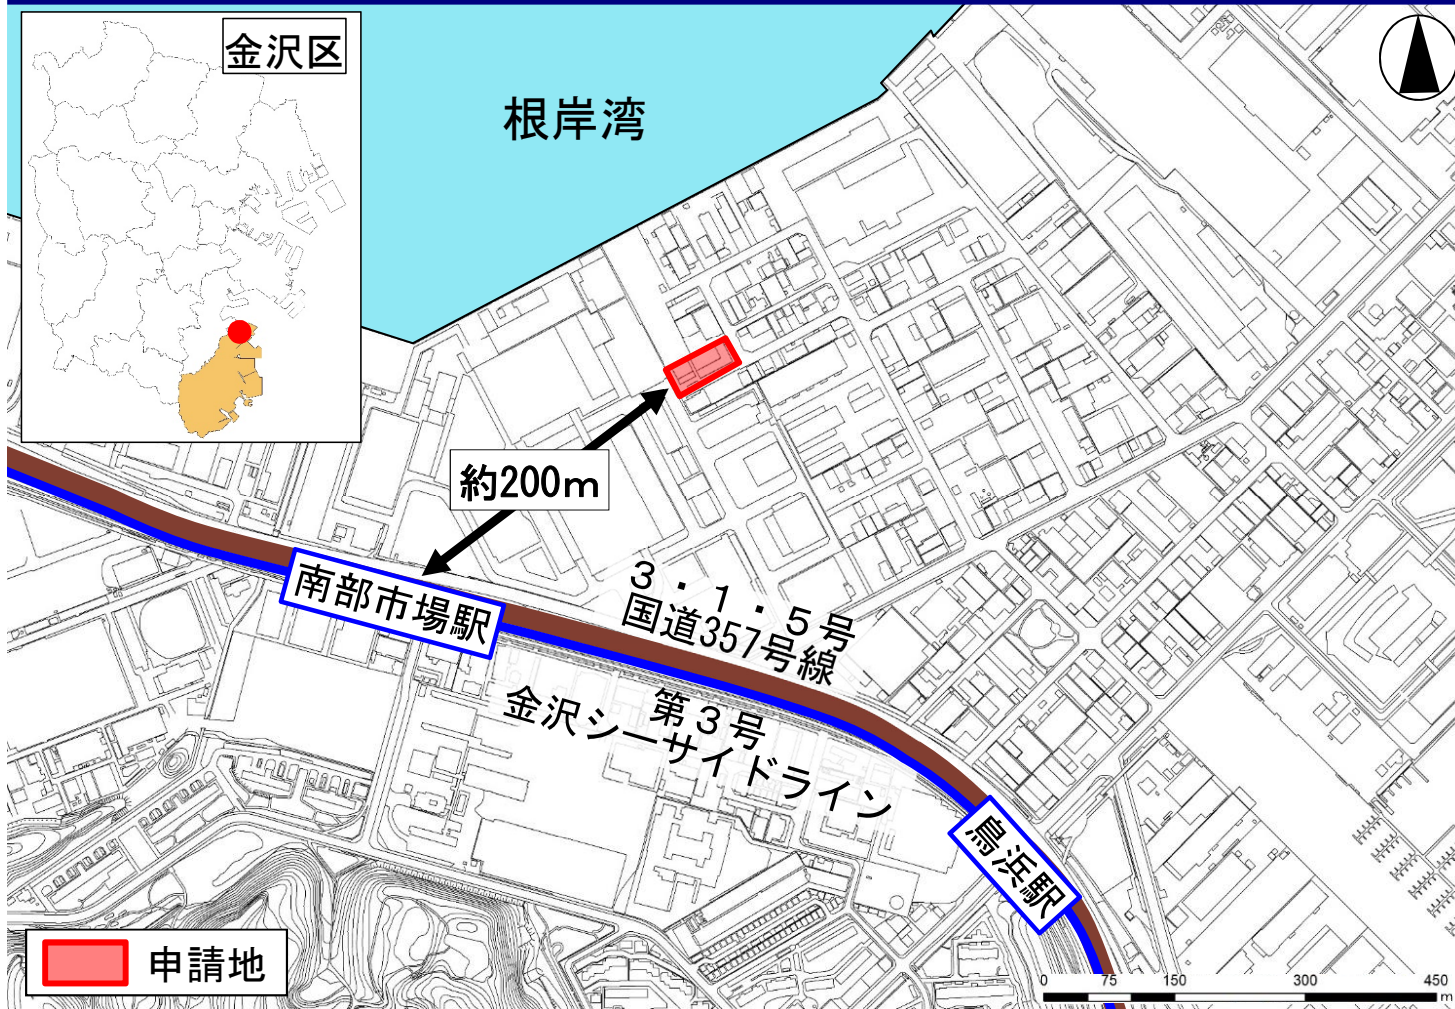 金沢区
根岸湾
約200m
南部市場駅
3・1・5号
国道357号線
第3号
金沢シーサイドライン
鳥浜駅
申請地
0 75 150 300 450
m